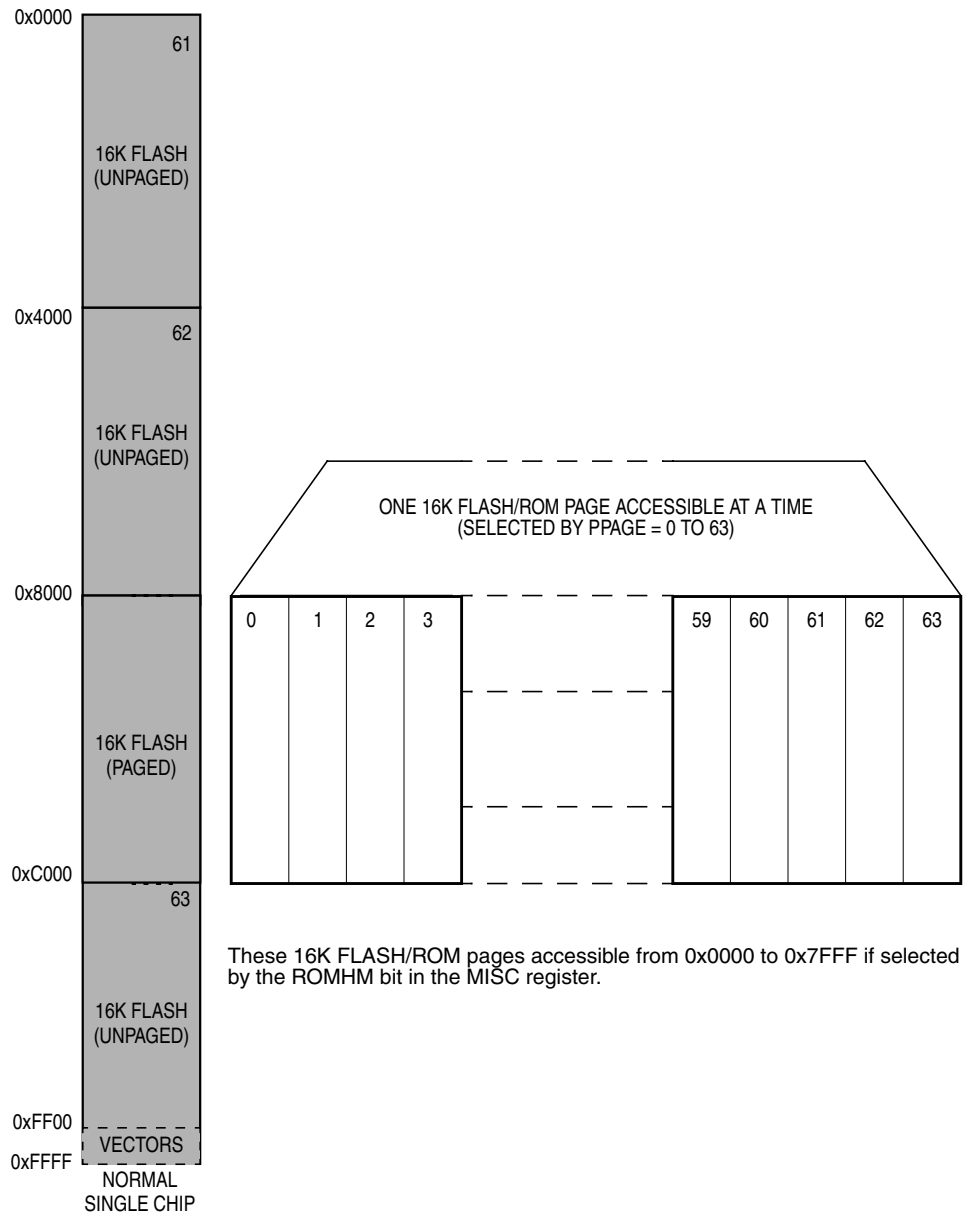 0x0000
61
16K FLASH
(UNPAGED)
0x4000
62
16K FLASH
(UNPAGED)
ONE 16K FLASH/ROM PAGE ACCESSIBLE AT A TIME
(SELECTED BY PPAGE = 0 TO 63)
0x8000
0 1 2 3 59 60 61 62 63
16K FLASH
(PAGED)
0xC000
63
These 16K FLASH/ROM pages accessible from 0x0000 to 0x7FFF if selected
by the ROMHM bit in the MISC register.
16K FLASH
(UNPAGED)
0xFF00
VECTORS
0xFFFF
NORMAL
SINGLE CHIP